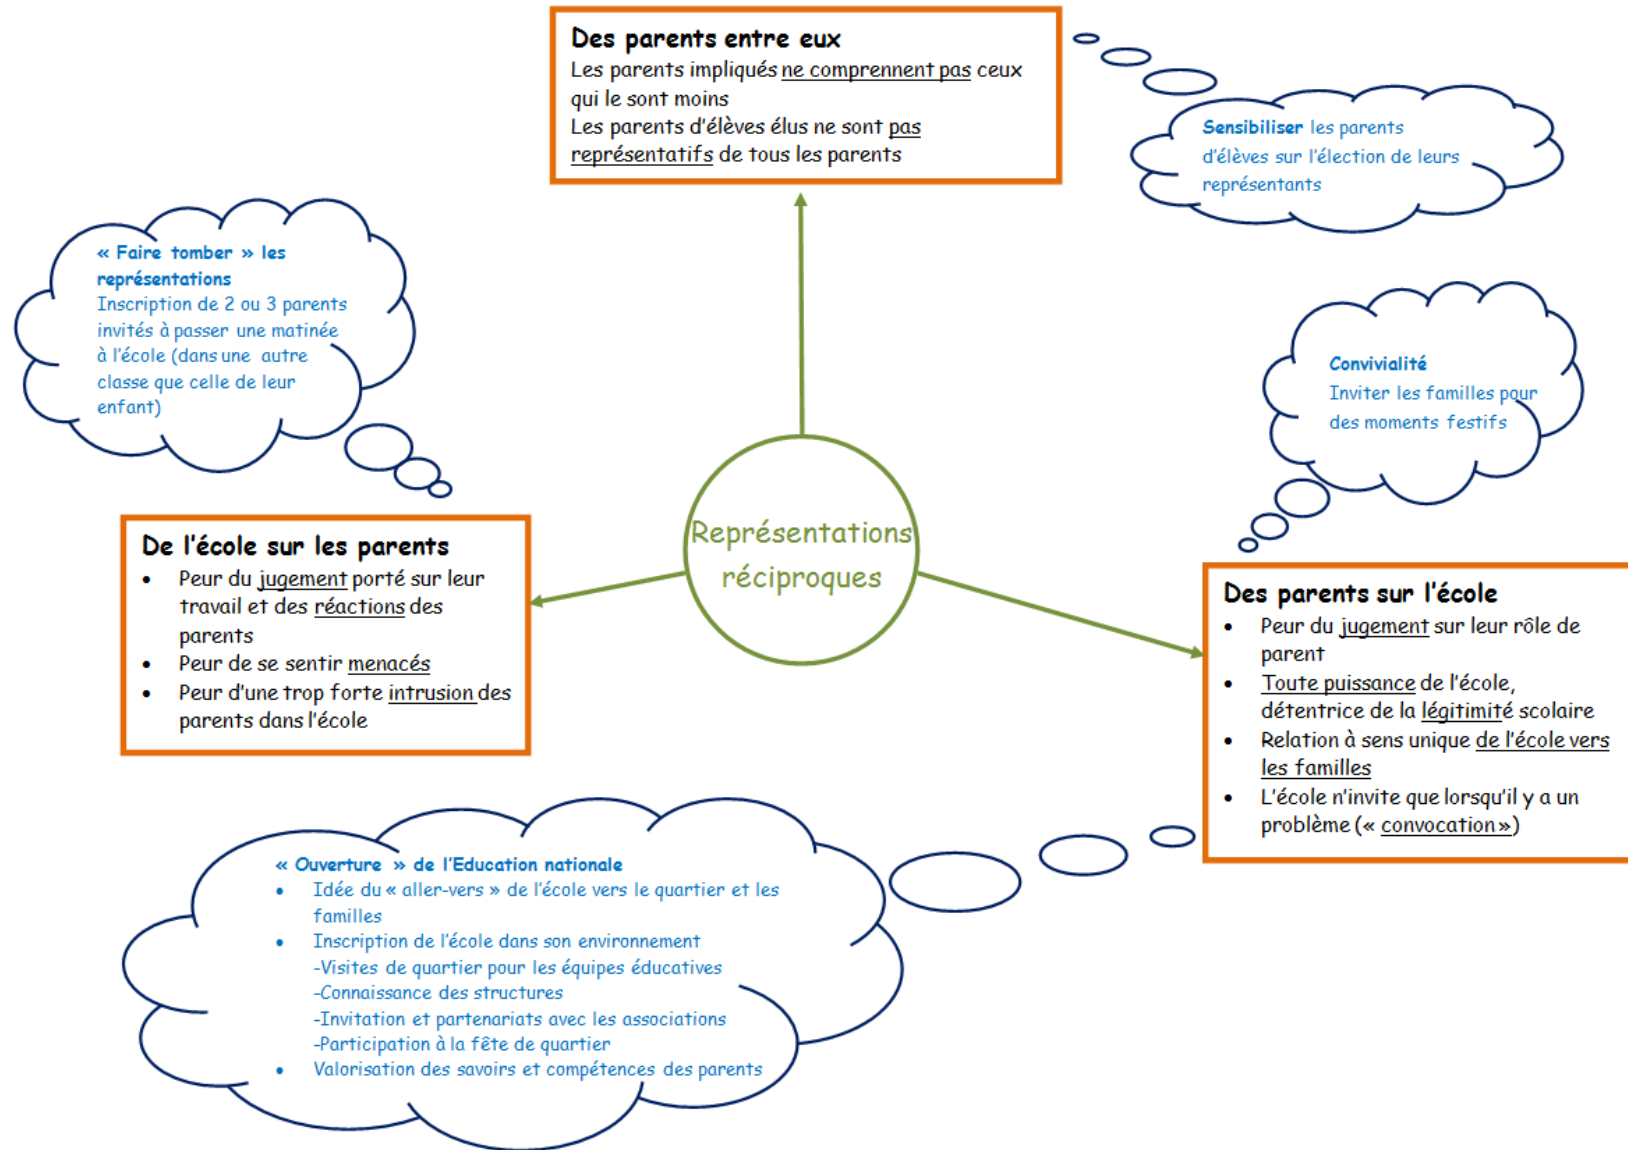 Des parents entre eux
Les parents impliqués ne comprennent pas ceux
qui le sont moins
Les parents d'élèves élus ne sont pas
représentatifs de tous les parents
Sensibiliser les parents
d'élèves sur l'élection de leurs
représentants
« Faire tomber » les
représentations
Inscription de 2 ou 3 parents
invités à passer une matinée
à l'école (dans une autre
classe que celle de leur
enfant)
Convivialité
Inviter les familles pour
des moments festifs
Représentations
réciproques
De l'école sur les parents
• Peur du jugement porté sur leur
travail et des réactions des
parents
• Peur de se sentir menacés
• Peur d'une trop forte intrusion des
parents dans l'école
Des parents sur l'école
• Peur du jugement sur leur rôle de
parent
• Toute puissance de l'école,
détentrice de la légitimité scolaire
• Relation à sens unique de l'école vers
les familles
• L'école n'invite que lorsqu'il y a un
problème (« convocation »)
« Ouverture » de l'Education nationale
• Idée du « aller-vers » de l'école vers le quartier et les
familles
• Inscription de l'école dans son environnement
-Visites de quartier pour les équipes éducatives
-Connaissance des structures
-Invitation et partenariats avec les associations
-Participation à la fête de quartier
• Valorisation des savoirs et compétences des parents